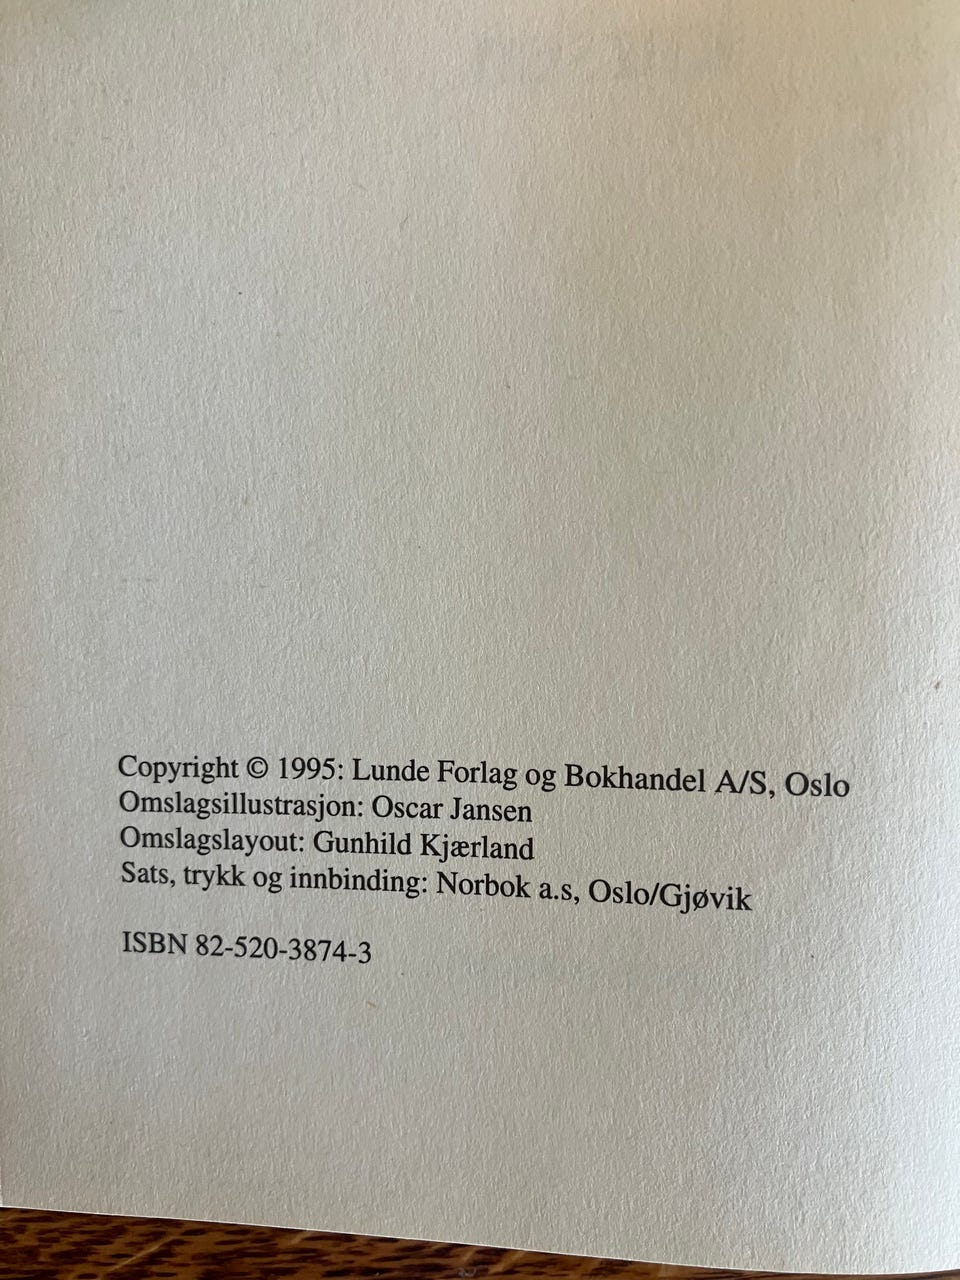 Copyright © 1995: Lunde Forlag og Bokhandel A/S, Oslo
Omslagsillustrasjon: Oscar Jansen
Omslagslayout: Gunhild Kjærland
Sats, trykk og innbinding: Norbok a.s, Oslo/Gjøvik
ISBN 82-520-3874-3